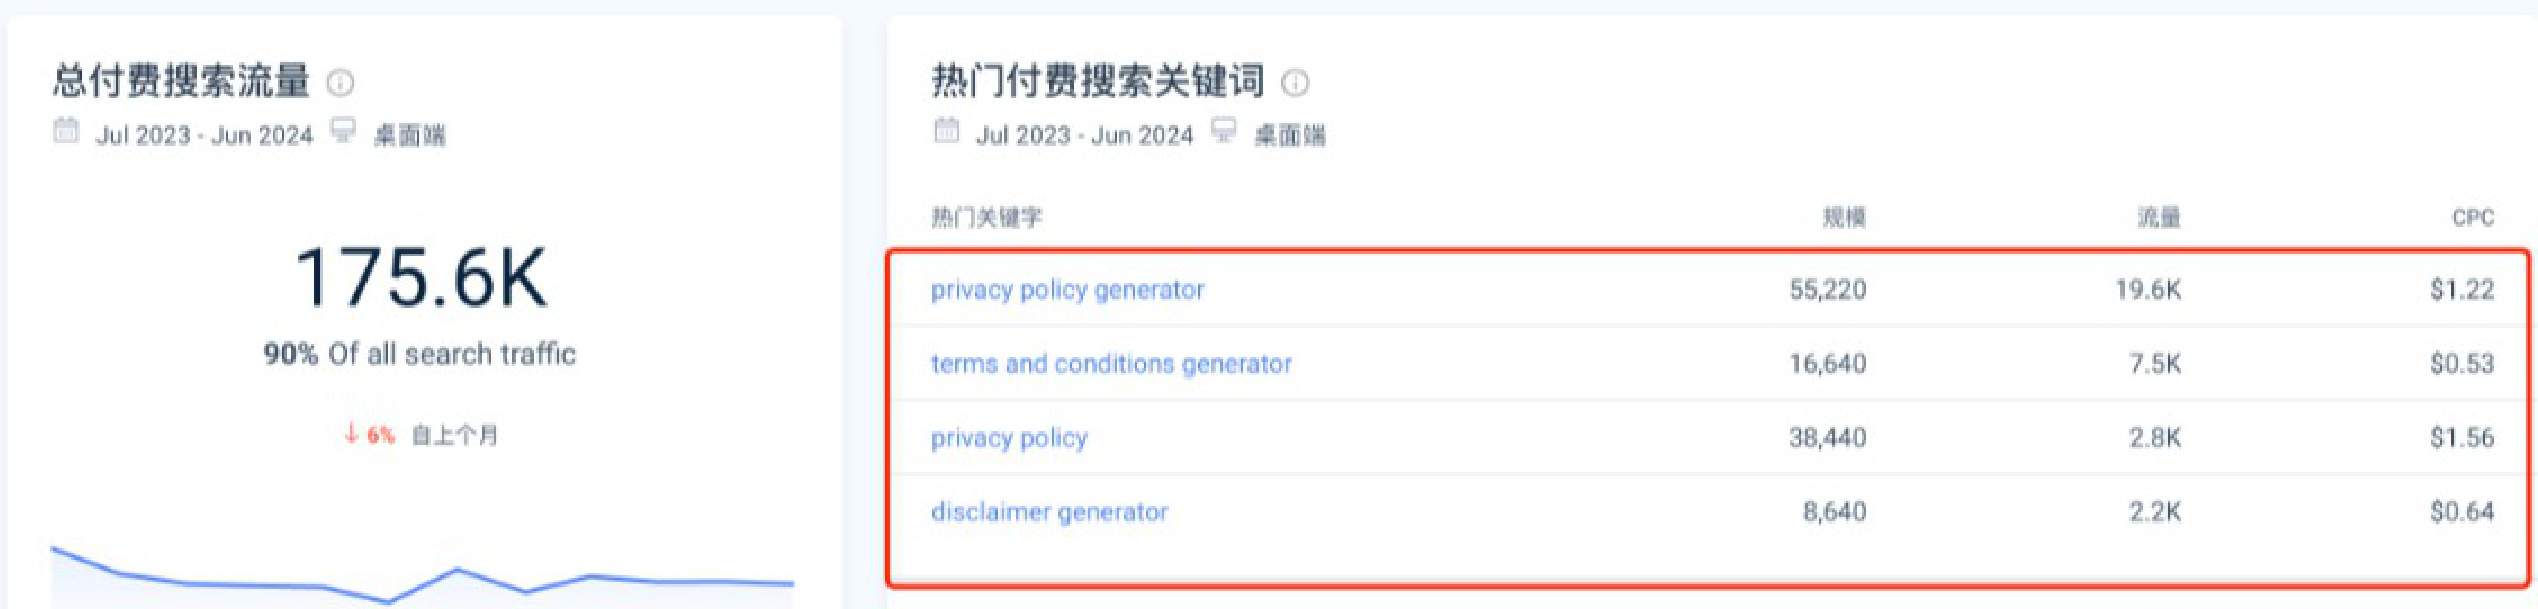 总付费搜索流量
Jul 2023 - Jun 2024 桌面端
175.6K
90% Of all search traffic
↓ 6% 自上个月
热门付费搜索关键词
Jul 2023 - Jun 2024 桌面端
热门关键字 规模 流量 CPC
privacy policy generator 55,220 19.6K $1.22
terms and conditions generator 16,640 7.5K $0.53
privacy policy 38,440 2.8K $1.56
disclaimer generator 8,640 2.2K $0.64